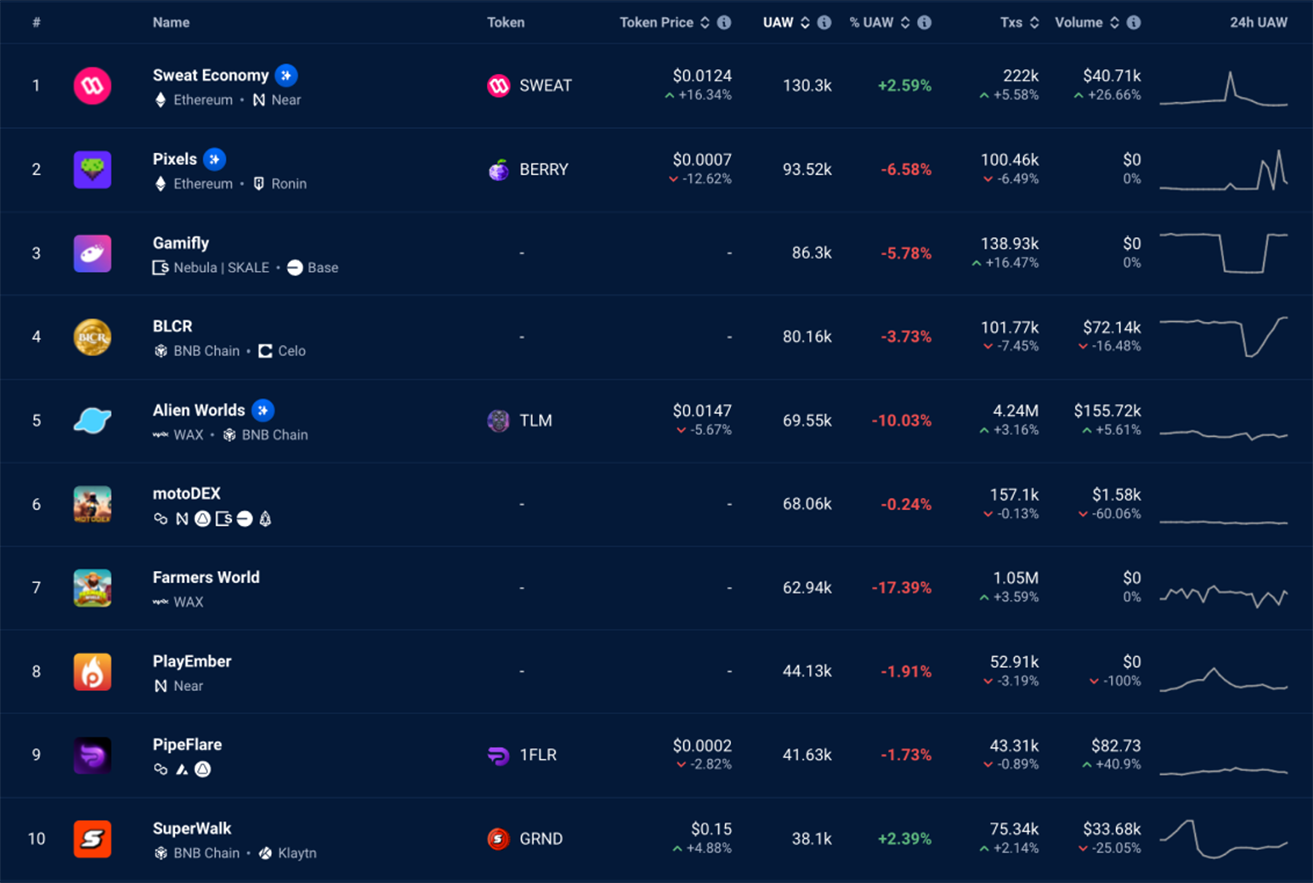 # Name Token Token Price UAW % UAW Txs Volume 24h UAW
1 Sweat Economy SWEAT $0.0124 +16.34% 130.3k +2.59% 222k +5.58% $40.71k +26.66%
Ethereum • Near
2 Pixels BERRY $0.0007 -12.62% 93.52k -6.58% 100.46k -6.49% $0 0%
Ethereum • Ronin
3 Gamifly - - 86.3k -5.78% 138.93k +16.47% $0 0%
Nebula | SKALE • Base
4 BLCR - - 80.16k -3.73% 101.77k -7.45% $72.14k -16.48%
BNB Chain • Celo
5 Alien Worlds TLM $0.0147 -5.67% 69.55k -10.03% 4.24M +3.16% $155.72k +5.61%
WAX • BNB Chain
6 motoDEX - - 68.06k -0.24% 157.1k -0.13% $1.58k -60.06%
7 Farmers World - - 62.94k -17.39% 1.05M +3.59% $0 0%
WAX
8 PlayEmber - - 44.13k -1.91% 52.91k -3.19% $0 -100%
Near
9 PipeFlare 1FLR $0.0002 -2.82% 41.63k -1.73% 43.31k -0.89% $82.73 +40.9%
10 SuperWalk GRND $0.15 +4.88% 38.1k +2.39% 75.34k +2.14% $33.68k -25.05%
BNB Chain • Klaytn